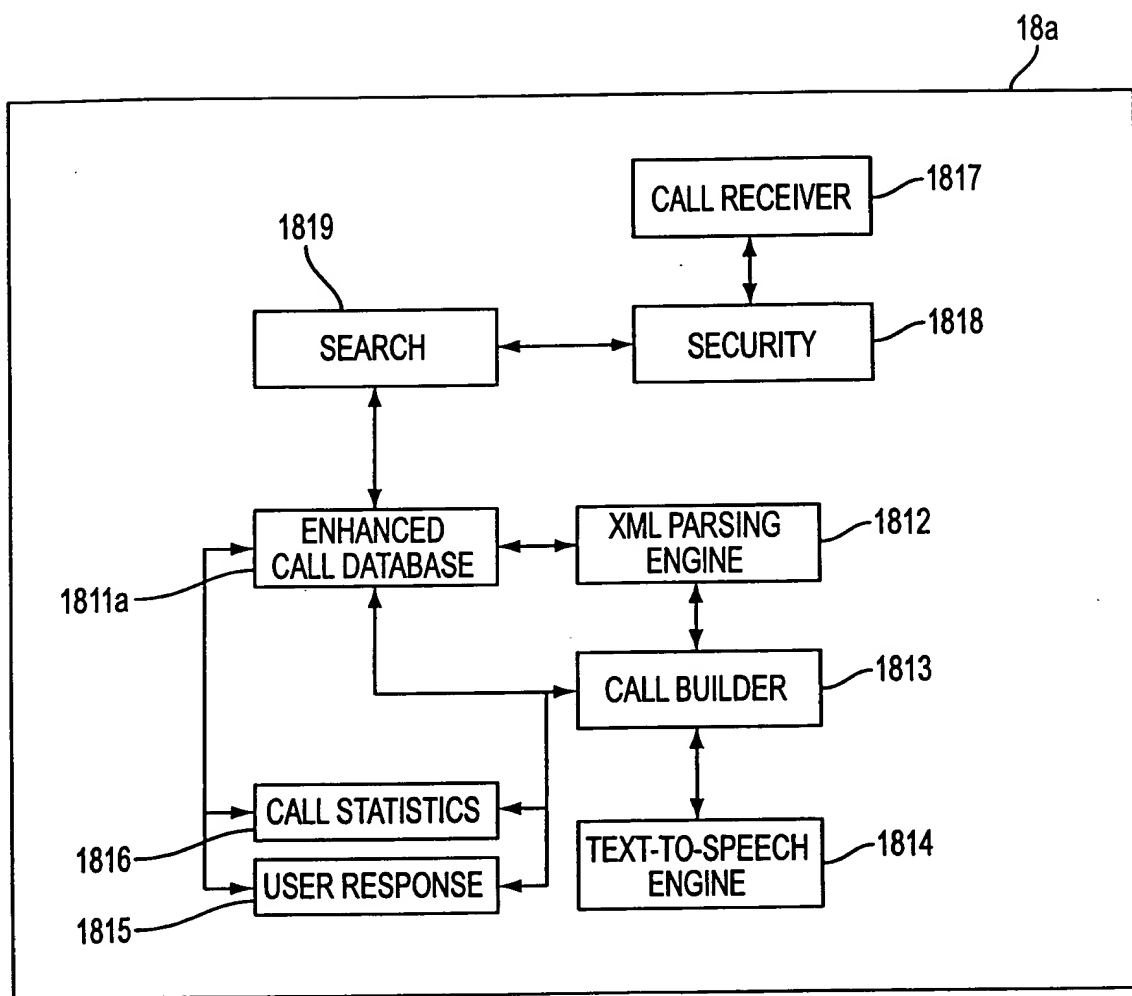 18a
CALL RECEIVER
1817
1819
SEARCH
SECURITY
1818
ENHANCED
CALL DATABASE
1811a
XML PARSING
ENGINE
1812
CALL BUILDER
1813
CALL STATISTICS
1816
USER RESPONSE
1815
TEXT-TO-SPEECH
ENGINE
1814